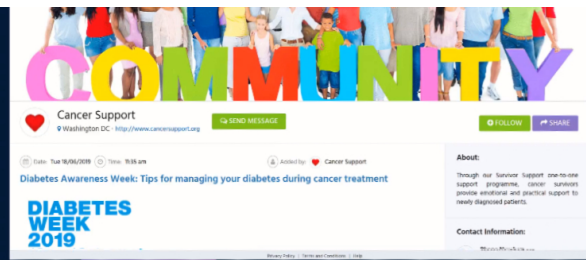 COMMUNITY
Cancer Support
Washington DC - http://www.cancersupport.org
SEND MESSAGE
FOLLOW
SHARE
Date: Tue 18/06/2019 Time: 11:35 am
Added by: Cancer Support
Diabetes Awareness Week: Tips for managing your diabetes during cancer treatment
DIABETES
WEEK
2019
About:
Through our Survivor Support one-to-one
support programme, cancer survivors
provide emotional and practical support to
newly diagnosed patients.
Contact Information:
Privacy Policy | Terms and Conditions | Help